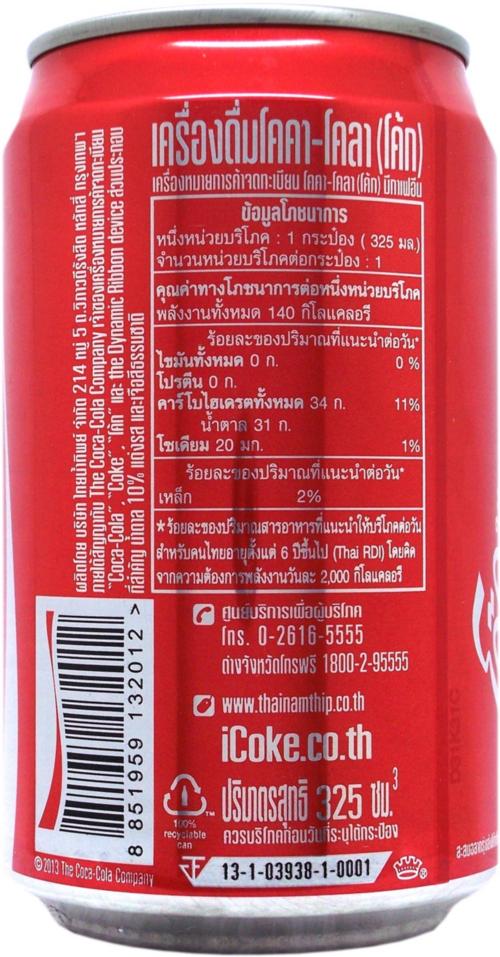 เครื่องดื่มโคคา-โคลา (โค้ก)
เครื่องหมายการค้าจดทะเบียน โคคา-โคลา (โค้ก) มีกาเฟอีน
ข้อมูลโภชนาการ
หนึ่งหน่วยบริโภค : 1 กระป๋อง ( 325 มล.)
จำนวนหน่วยบริโภคต่อกระป๋อง : 1
คุณค่าทางโภชนาการต่อหนึ่งหน่วยบริโภค
พลังงานทั้งหมด 140 กิโลแคลอรี
ร้อยละของปริมาณที่แนะนำต่อวัน*
ไขมันทั้งหมด 0 ก. 0 %
โปรตีน 0 ก.
คาร์โบไฮเดรตทั้งหมด 34 ก. 11%
น้ำตาล 31 ก.
โซเดียม 20 มก. 1%
ร้อยละของปริมาณที่แนะนำต่อวัน*
เหล็ก 2%
*ร้อยละของปริมาณสารอาหารที่แนะนำให้บริโภคต่อวัน
สำหรับคนไทยอายุตั้งแต่ 6 ปีขึ้นไป (Thai RDI) โดยคิด
จากความต้องการพลังงานวันละ 2,000 กิโลแคลอรี
ผลิตโดย บริษัท ไทยน้ำทิพย์ จำกัด 214 หมู่ 5 ถ.วิภาวดีรังสิต หลักสี่ กรุงเทพฯ
ภายใต้สัญญากับ The Coca-Cola Company เจ้าของเครื่องหมายการค้าจดทะเบียน
"Coca-Cola", "Coke", "โค้ก" และ the Dynamic Ribbon device ส่วนประกอบ
ที่สำคัญ น้ำตาล 10% แต่งรส และเจือสีธรรมชาติ
ศูนย์บริการเพื่อผู้บริโภค
โทร. 0-2616-5555
ต่างจังหวัดโทรฟรี 1800-2-95555
www.thainamthip.co.th
iCoke.co.th
ปริมาตรสุทธิ 325 ซม.³
ควรบริโภคก่อนวันที่ระบุใต้กระป๋อง
100%
recyclable
can
TM
13-1-03938-1-0001
®
8 851959 132012 >
© 2013 The Coca-Cola Company